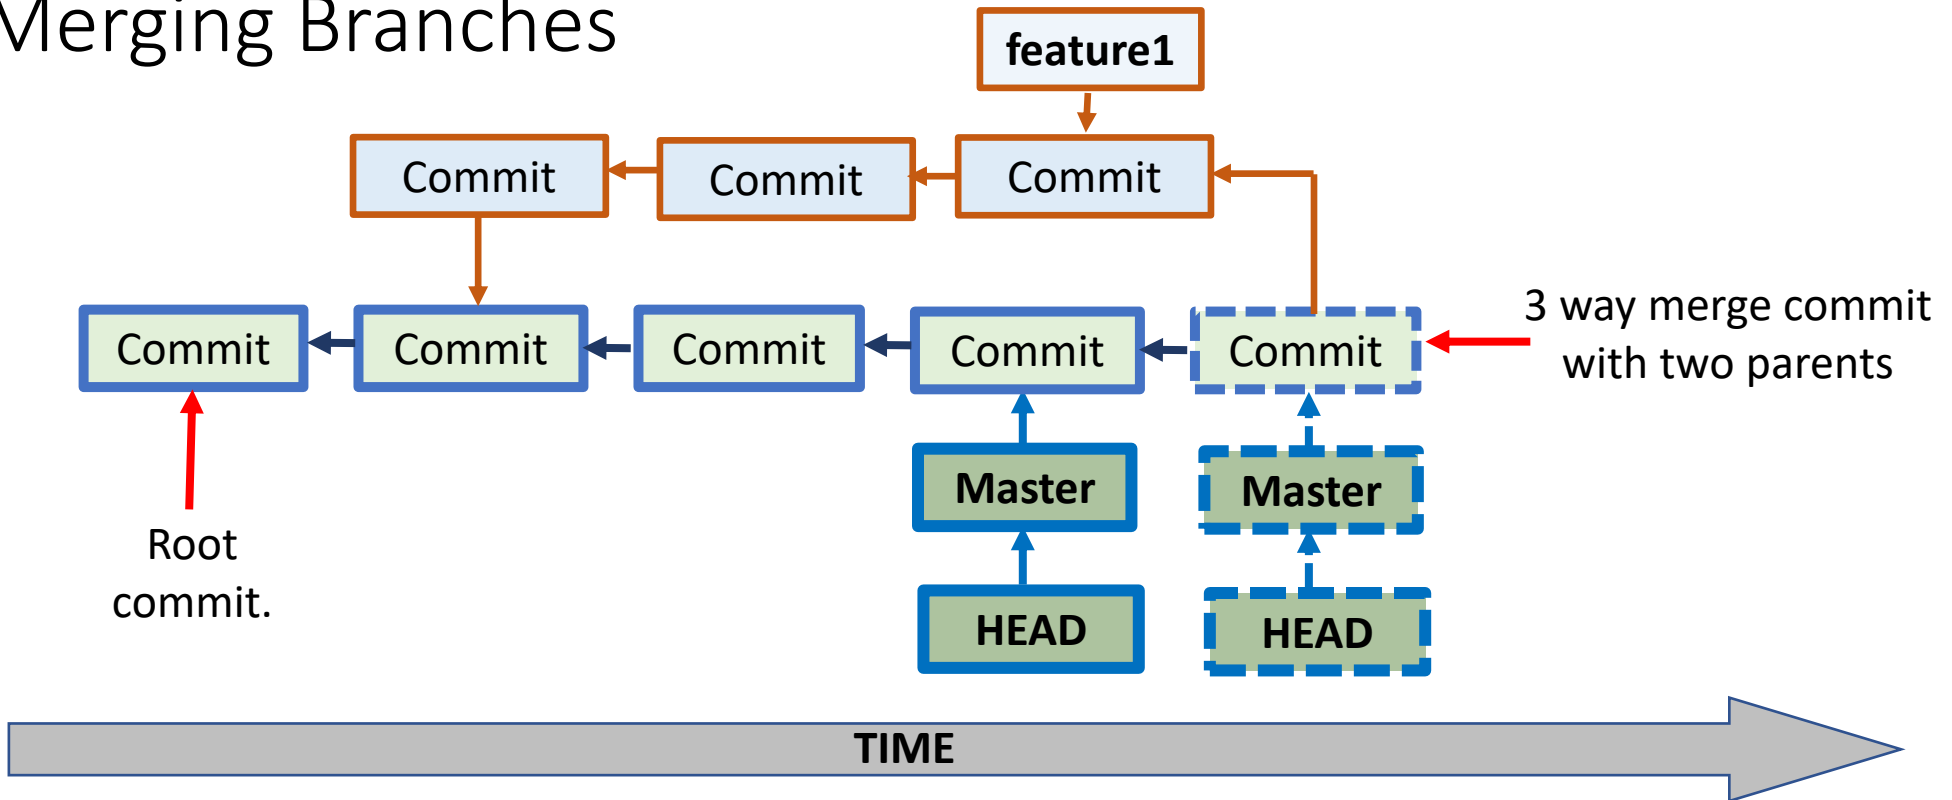 Merging Branches
feature1
Commit
Commit
Commit
Commit
Commit
Commit
Commit
Commit
3 way merge commit
with two parents
Master
Master
Root
commit.
HEAD
HEAD
TIME